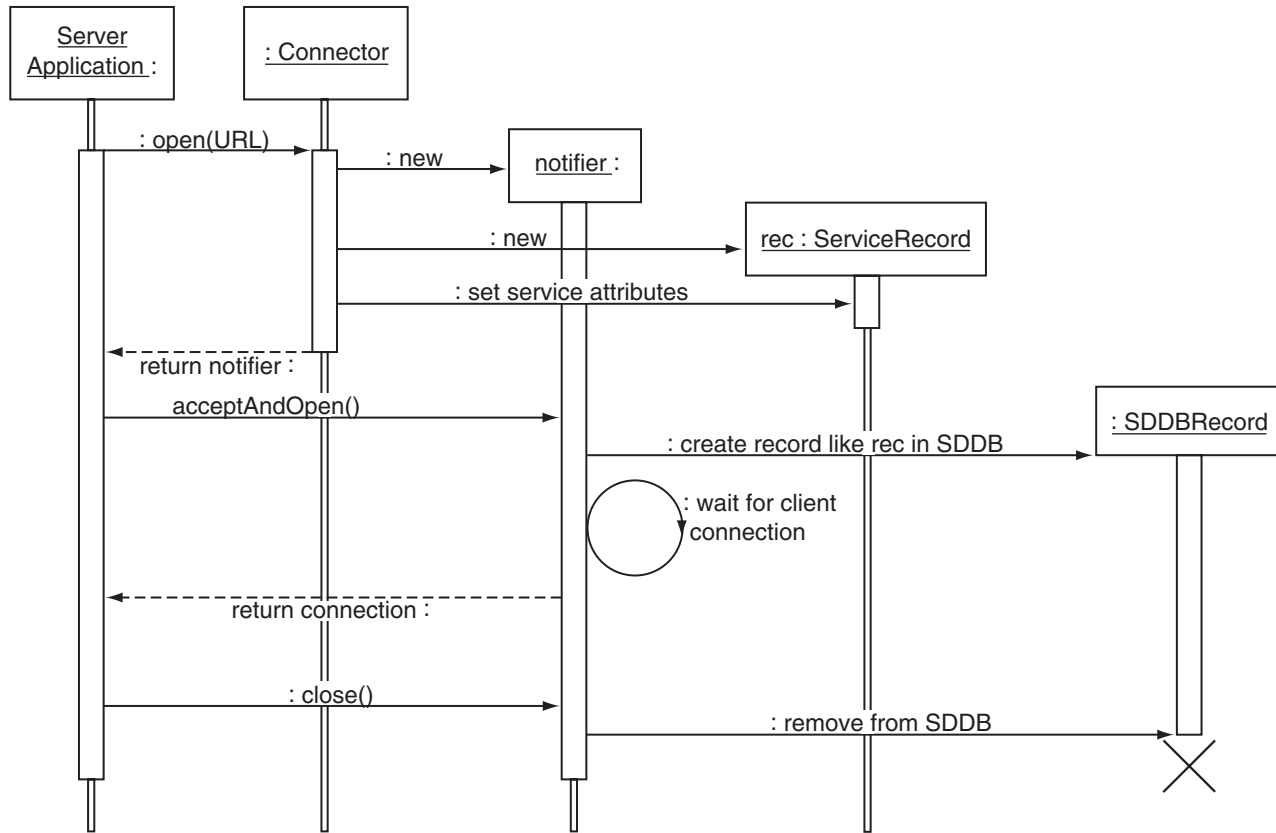 Server
Application :
: Connector
: open(URL)
: new
notifier :
: new
rec : ServiceRecord
: set service attributes
return notifier :
acceptAndOpen()
: SDDBRecord
: create record like rec in SDDB
: wait for client
connection
return connection :
: close()
: remove from SDDB